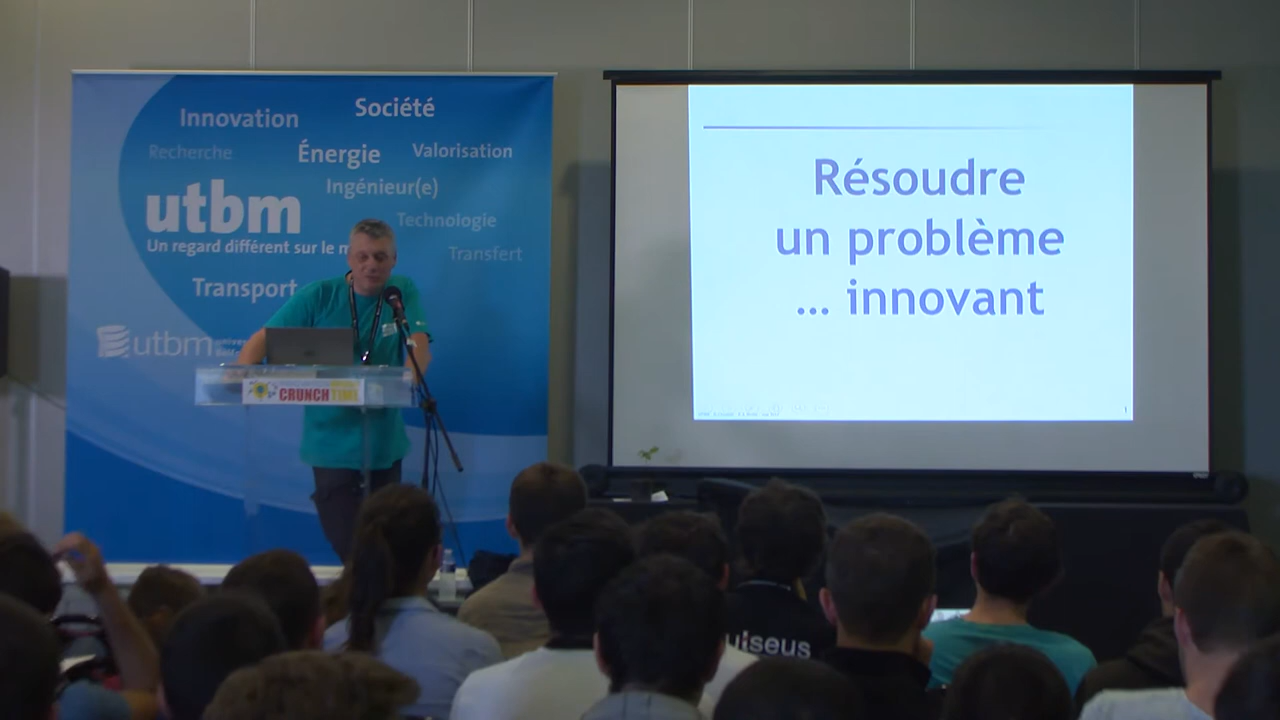 Société
Innovation
Recherche
Énergie
Valorisation
Ingénieur(e)
utbm
Technologie
Un regard différent sur le m
Transfert
Transport
utbm
CRUNCH TIME
Résoudre
un problème
... innovant
uiseus